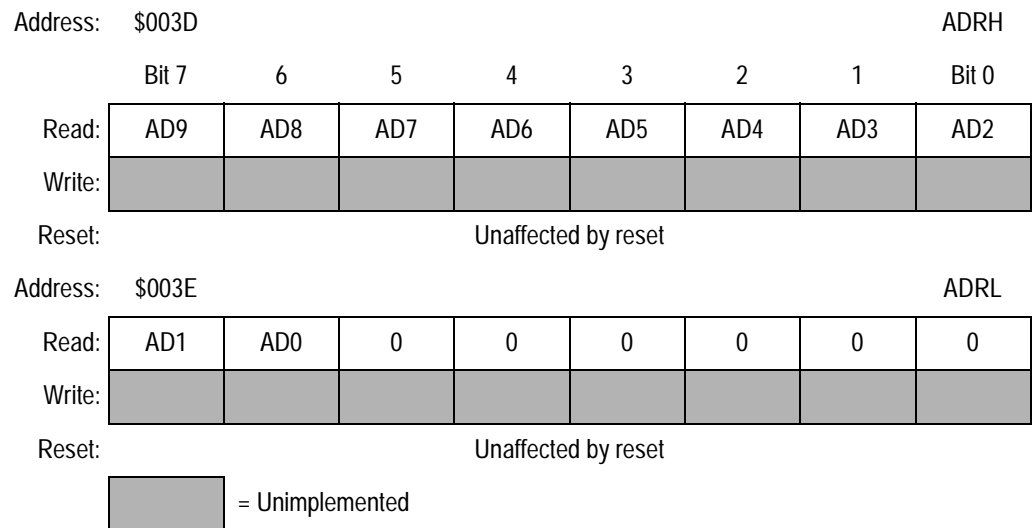 Address: $003D ADRH
Bit 7 6 5 4 3 2 1 Bit 0
Read: AD9 AD8 AD7 AD6 AD5 AD4 AD3 AD2
Write:
Reset: Unaffected by reset
Address: $003E ADRL
Read: AD1 AD0 0 0 0 0 0 0
Write:
Reset: Unaffected by reset
= Unimplemented